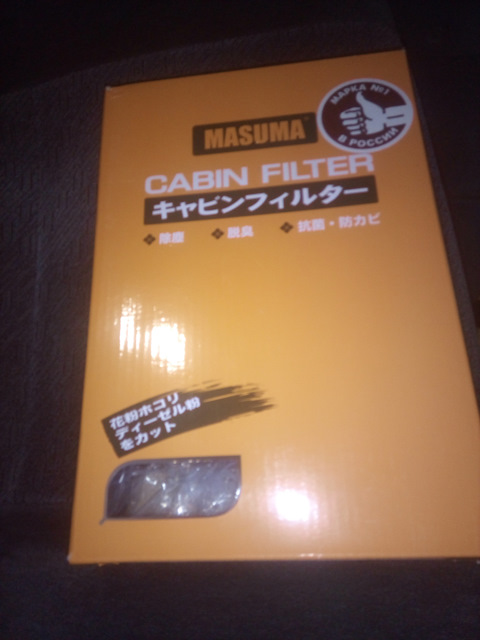 МАРКА №1
В РОССИИ
MASUMA
CABIN FILTER
キャビンフィルター
除塵 脱臭 抗菌・防カビ
花粉ホコリ
ディーゼル粉
をカット